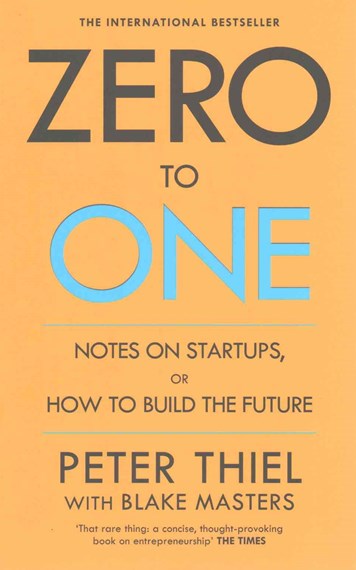 THE INTERNATIONAL BESTSELLER
ZERO
TO
ONE
NOTES ON STARTUPS,
OR
HOW TO BUILD THE FUTURE
PETER THIEL
WITH BLAKE MASTERS
'That rare thing: a concise, thought-provoking
book on entrepreneurship' THE TIMES